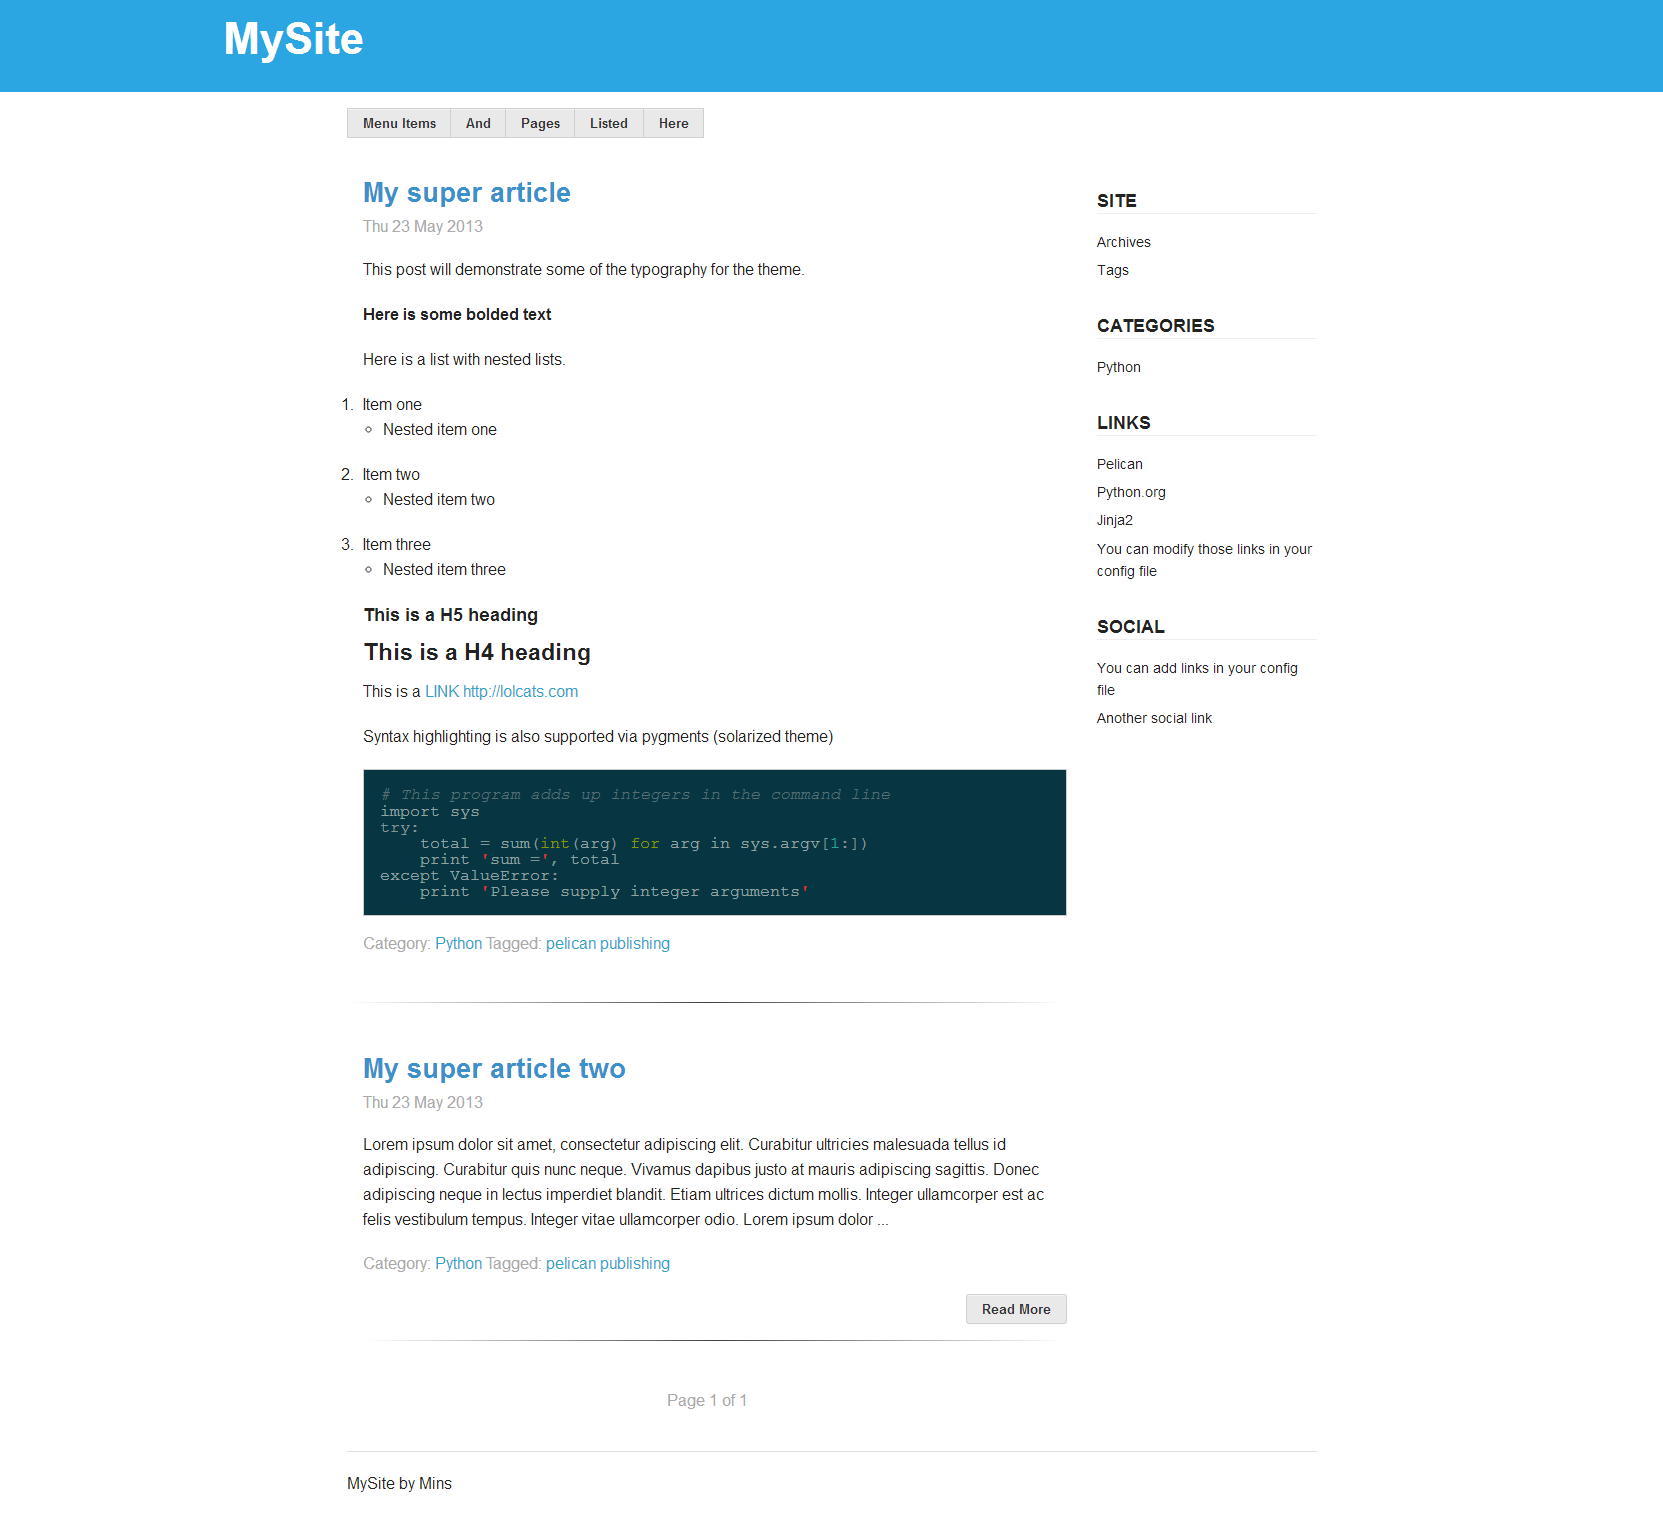 MySite
Menu Items And Pages Listed Here
My super article
Thu 23 May 2013
This post will demonstrate some of the typography for the theme.
Here is some bolded text
Here is a list with nested lists.
1. Item one
Nested item one
2. Item two
Nested item two
3. Item three
Nested item three
This is a H5 heading
This is a H4 heading
This is a LINK http://lolcats.com
Syntax highlighting is also supported via pygments (solarized theme)
# This program adds up integers in the command line
import sys
try:
    total = sum(int(arg) for arg in sys.argv[1:])
    print 'sum =', total
except ValueError:
    print 'Please supply integer arguments'
Category: Python Tagged: pelican publishing
My super article two
Thu 23 May 2013
Lorem ipsum dolor sit amet, consectetur adipiscing elit. Curabitur ultricies malesuada tellus id
adipiscing. Curabitur quis nunc neque. Vivamus dapibus justo at mauris adipiscing sagittis. Donec
adipiscing neque in lectus imperdiet blandit. Etiam ultrices dictum mollis. Integer ullamcorper est ac
felis vestibulum tempus. Integer vitae ullamcorper odio. Lorem ipsum dolor ...
Category: Python Tagged: pelican publishing
Read More
Page 1 of 1
SITE
Archives
Tags
CATEGORIES
Python
LINKS
Pelican
Python.org
Jinja2
You can modify those links in your
config file
SOCIAL
You can add links in your config
file
Another social link
MySite by Mins